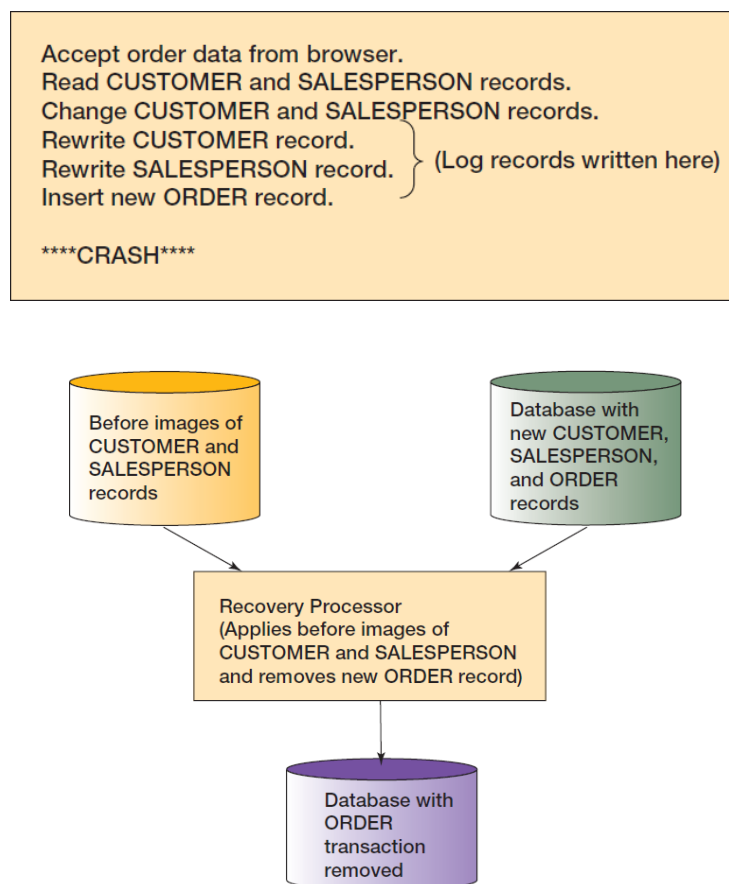 Accept order data from browser.
Read CUSTOMER and SALESPERSON records.
Change CUSTOMER and SALESPERSON records.
Rewrite CUSTOMER record.
Rewrite SALESPERSON record.
(Log records written here)
Insert new ORDER record.
****CRASH****
Before images of
CUSTOMER and
SALESPERSON
records
Database with
new CUSTOMER,
SALESPERSON,
and ORDER
records
Recovery Processor
(Applies before images of
CUSTOMER and SALESPERSON
and removes new ORDER record)
Database with
ORDER
transaction
removed